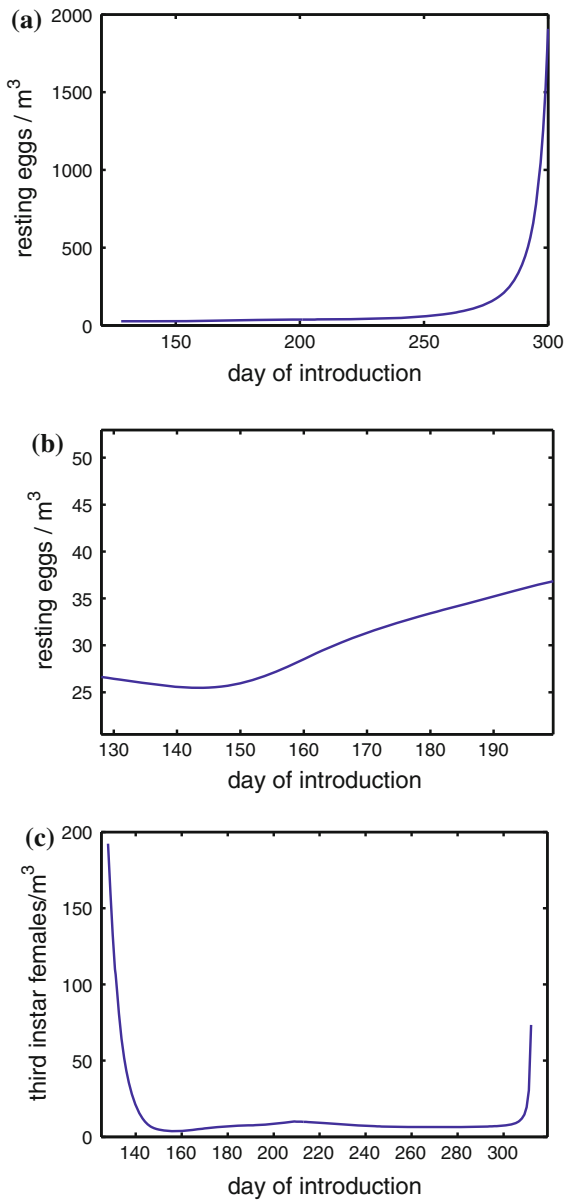 (a)
2000
1500
1000
500
0
resting eggs / m³
150 200 250 300
day of introduction
(b)
50
45
40
35
30
25
resting eggs / m³
130 140 150 160 170 180 190
day of introduction
(c)
200
150
100
50
0
third instar females/m³
140 160 180 200 220 240 260 280 300
day of introduction